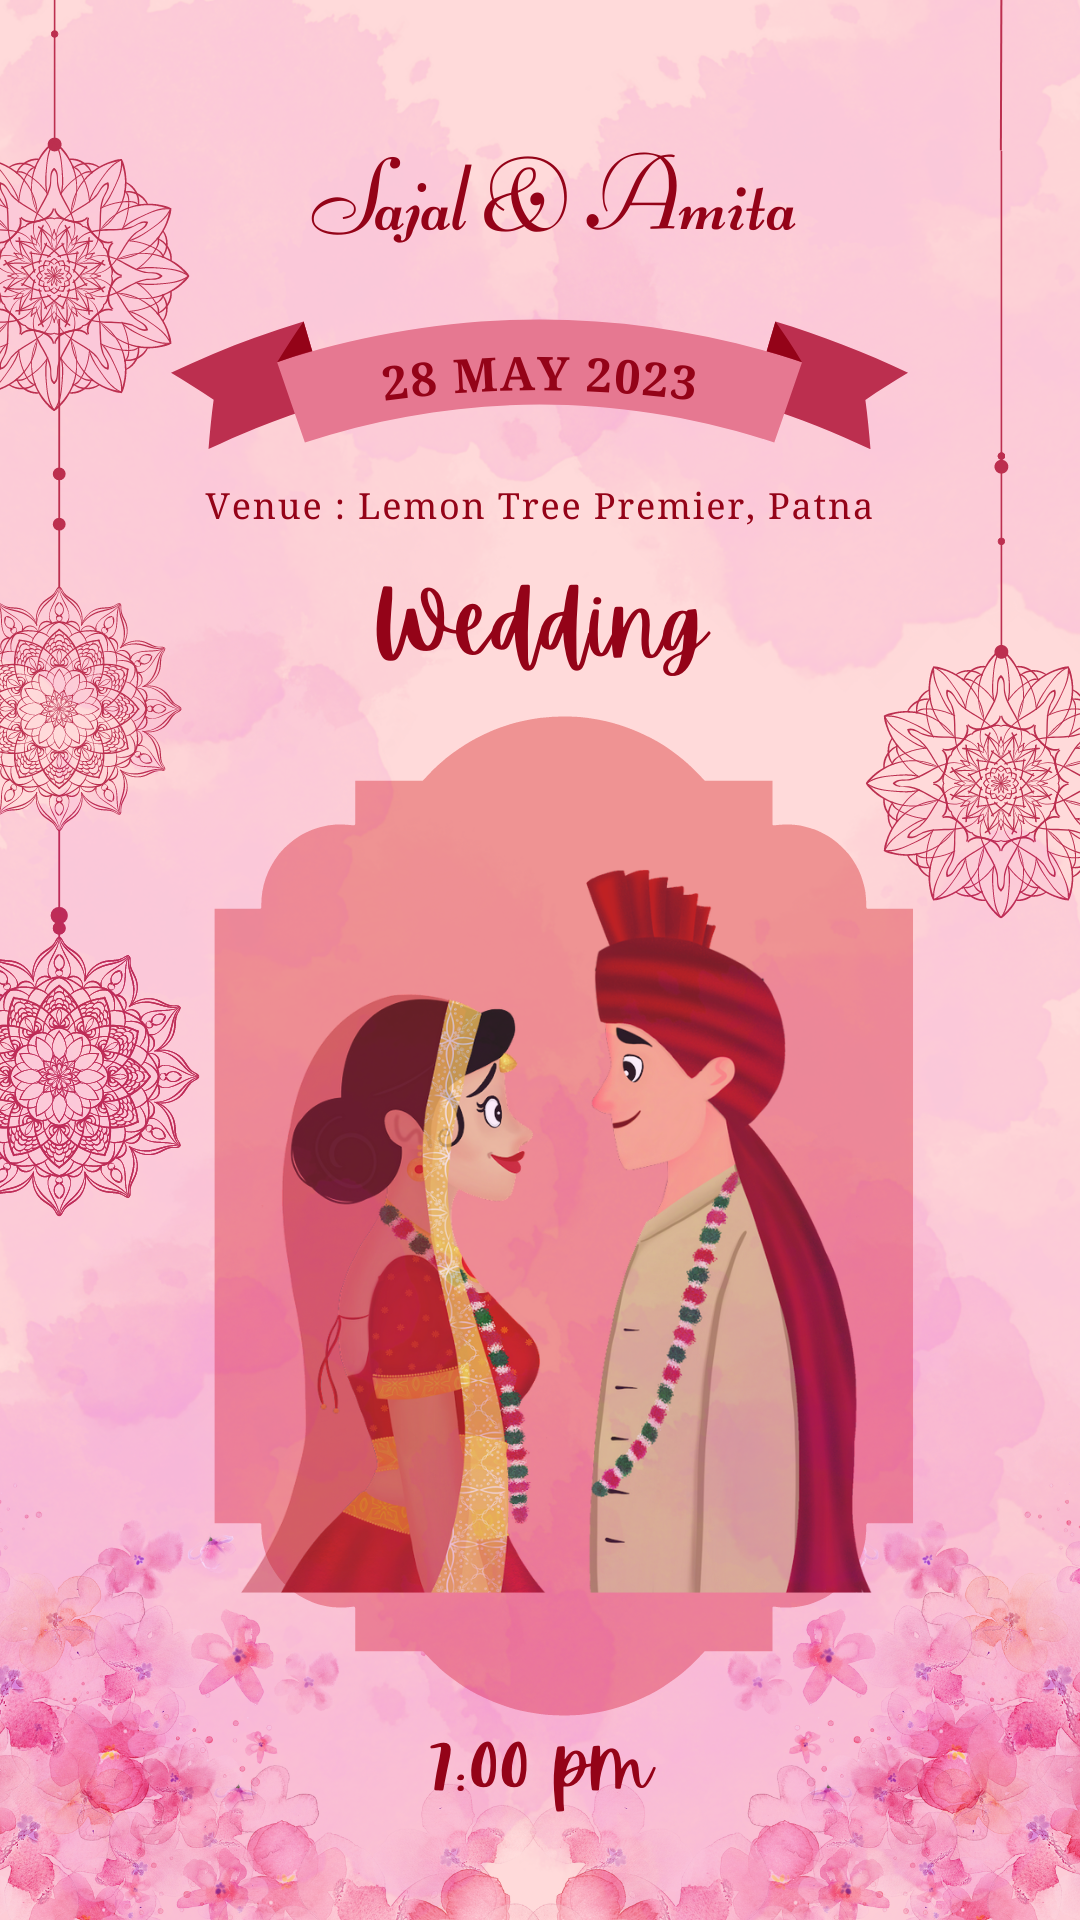 Sajal & Amita
28 MAY 2023
Venue : Lemon Tree Premier, Patna
Wedding
7:00 pm